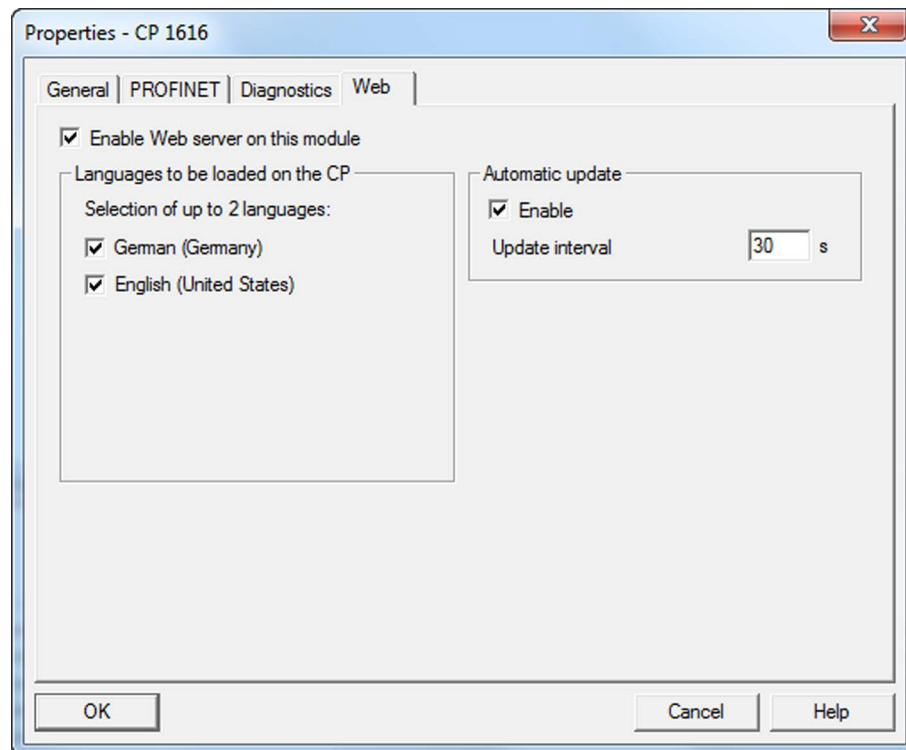 Properties - CP 1616
General PROFINET Diagnostics Web
Enable Web server on this module
Languages to be loaded on the CP
Selection of up to 2 languages:
German (Germany)
English (United States)
Automatic update
Enable
Update interval 30 s
OK Cancel Help